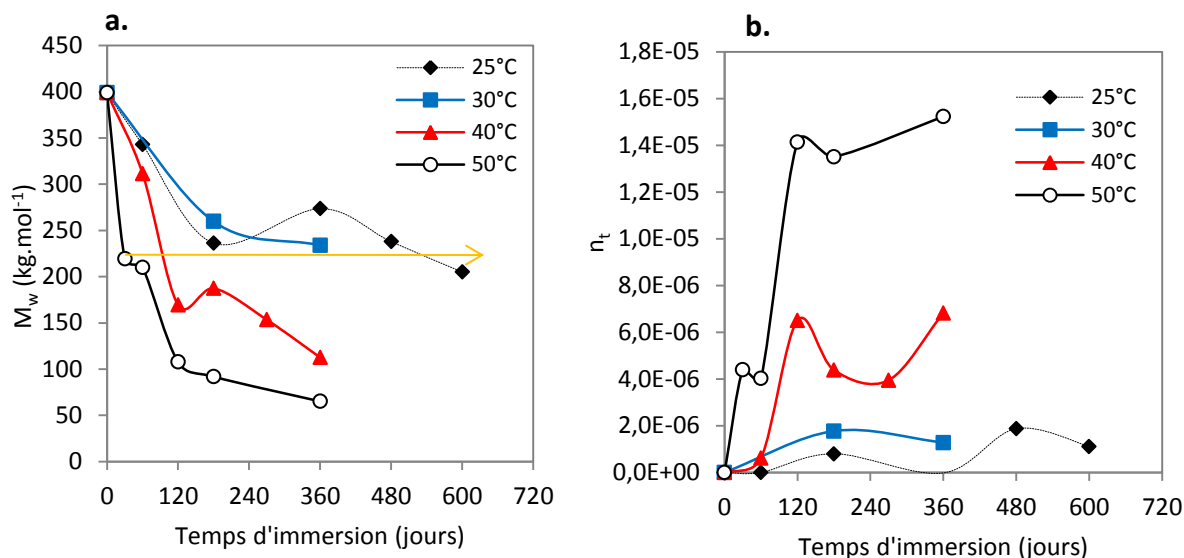 a.
450
400
350
300
250
200
150
100
50
0
M_w (kg.mol⁻¹)
25°C
30°C
40°C
50°C
0 120 240 360 480 600 720
Temps d'immersion (jours)
b.
1,8E-05
1,6E-05
1,4E-05
1,2E-05
1,0E-05
8,0E-06
6,0E-06
4,0E-06
2,0E-06
0,0E+00
n_t
25°C
30°C
40°C
50°C
0 120 240 360 480 600 720
Temps d'immersion (jours)